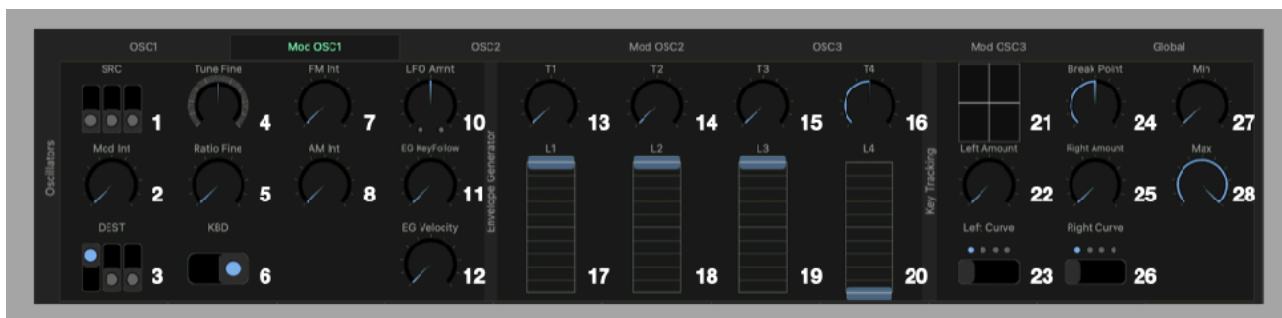 OSC1 Mod OSC1 OSC2 Mod OSC2 OSC3 Mod OSC3 Global
SRC Tune Fine FM Int LFO Amnt T1 T2 T3 T4 Break Point Min
1 4 7 10 13 14 15 16 21 24 27
Mod Int Ratio Fine AM Int EG KeyFollow L1 L2 L3 L4 Left Amount Right Amount Max
2 5 8 11 22 25 28
Oscillators Envelope Generator Key Tracking
DEST KBD EG Velocity Left Curve Right Curve
3 6 12 17 18 19 20 23 26